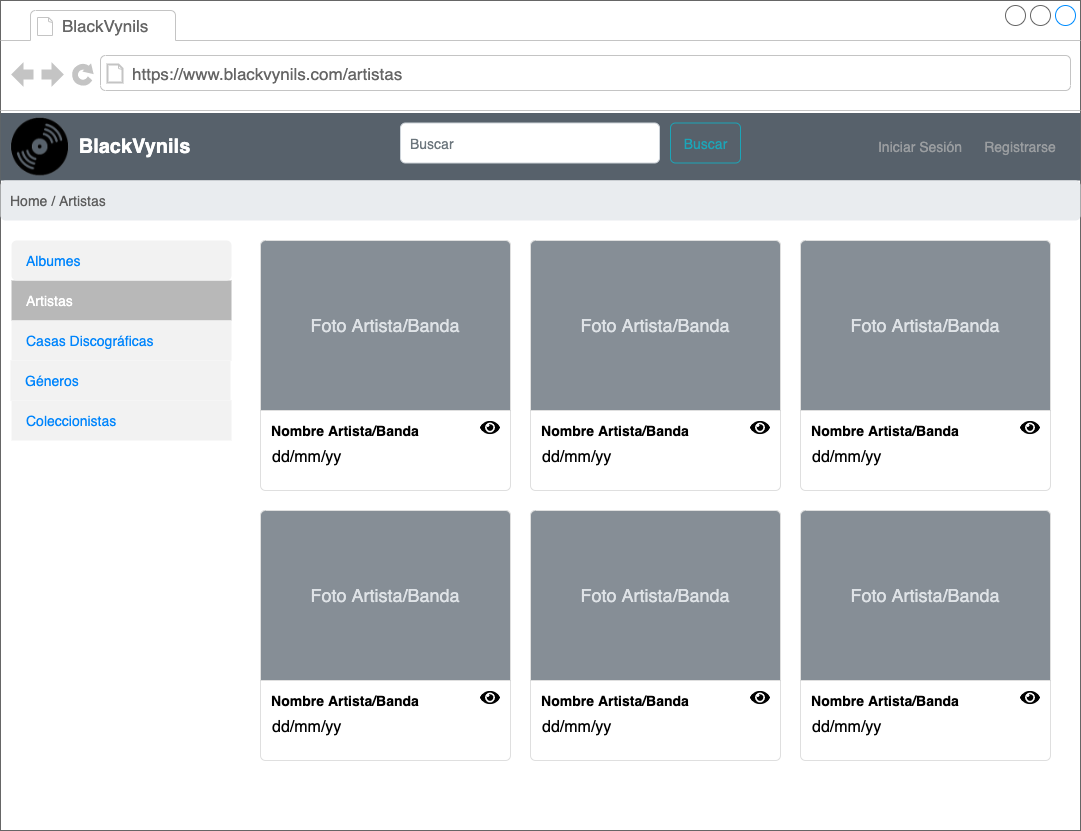 BlackVynils
https://www.blackvynils.com/artistas
BlackVynils
Buscar
Buscar
Iniciar Sesión
Registrarse
Home / Artistas
Albumes
Artistas
Casas Discográficas
Géneros
Coleccionistas
Foto Artista/Banda
Nombre Artista/Banda
dd/mm/yy
Foto Artista/Banda
Nombre Artista/Banda
dd/mm/yy
Foto Artista/Banda
Nombre Artista/Banda
dd/mm/yy
Foto Artista/Banda
Nombre Artista/Banda
dd/mm/yy
Foto Artista/Banda
Nombre Artista/Banda
dd/mm/yy
Foto Artista/Banda
Nombre Artista/Banda
dd/mm/yy